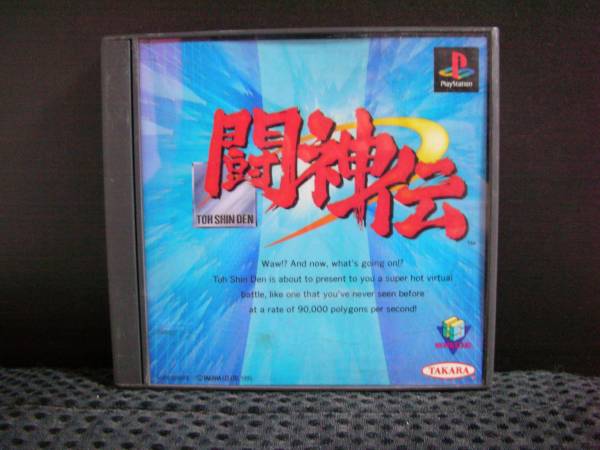 PlayStation
闘神伝
TOH SHIN DEN
TM
Waw!? And now, what's going on!?
Toh Shin Den is about to present to you a super hot virtual
battle, like one that you've never seen before
at a rate of 90,000 polygons per second!
TAKARA